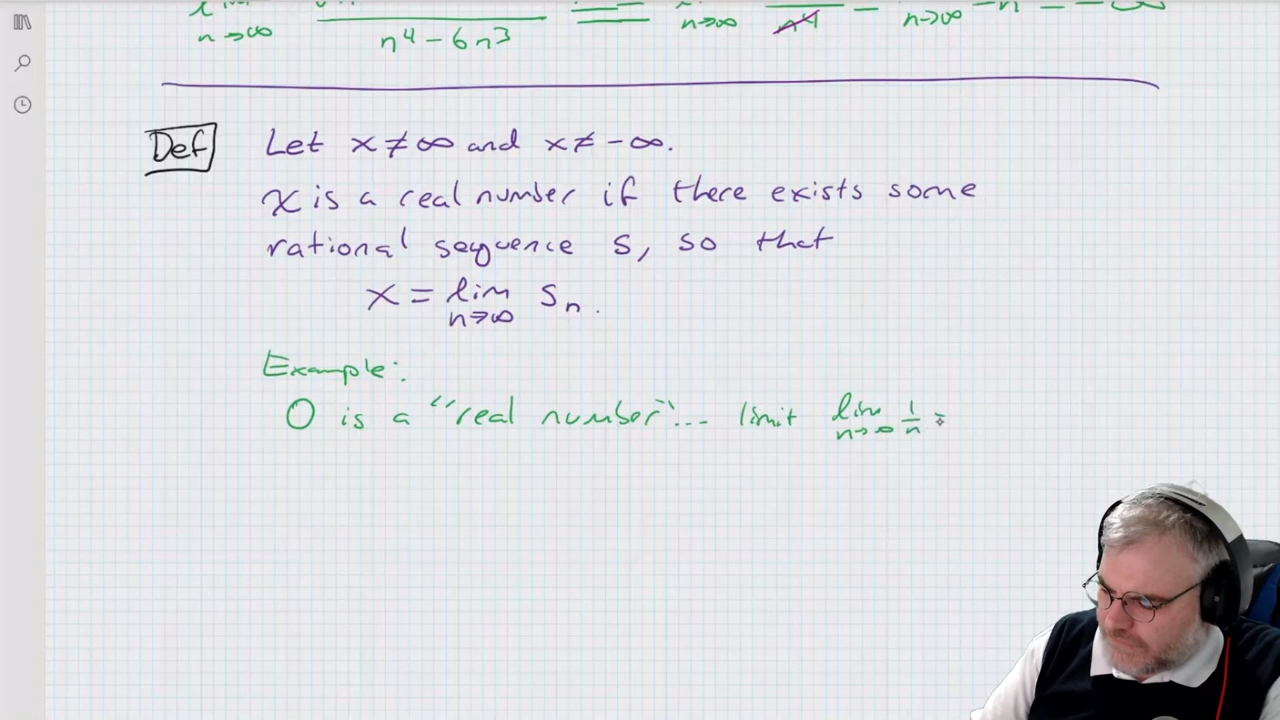 n→∞ n⁴ - 6n³ n→∞ n⁴ = n→∞ -n = -∞
Def Let x ≠ ∞ and x ≠ -∞.
x is a real number if there exists some
rational sequence s, so that
x = lim sₙ.
n→∞
Example:
0 is a "real number"... limit lim 1/n =
n→∞